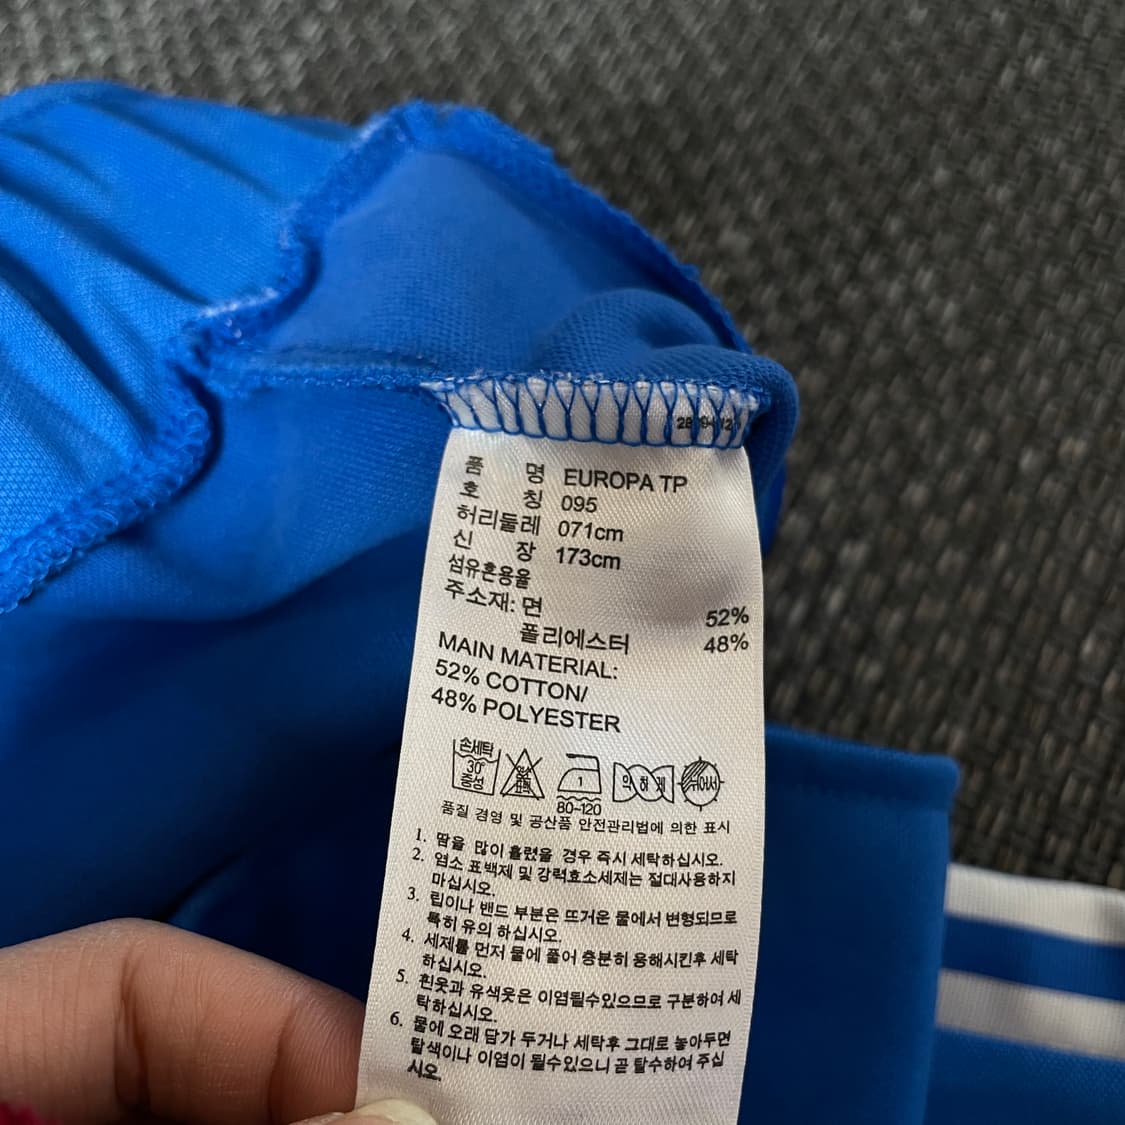 품 명 EUROPA TP
호 칭 095
허리둘레 071cm
신 장 173cm
섬유혼용율
주소재: 면 52%
폴리에스터 48%
MAIN MATERIAL:
52% COTTON/
48% POLYESTER
손세탁
30°
중성
염소
표백
1
80~120
약하게
뉘어서
품질 경영 및 공산품 안전관리법에 의한 표시
1. 땀을 많이 흘렸을 경우 즉시 세탁하십시오.
2. 염소 표백제 및 강력효소세제는 절대사용하지
마십시오.
3. 립이나 밴드 부분은 뜨거운 물에서 변형되므로
특히 유의 하십시오.
4. 세제를 먼저 물에 풀어 충분히 용해시킨후 세탁
하십시오.
5. 흰옷과 유색옷은 이염될수있으므로 구분하여 세
탁하십시오.
6. 물에 오래 담가 두거나 세탁후 그대로 놓아두면
탈색이나 이염이 될수있으니 곧 탈수하여 주십
시오.